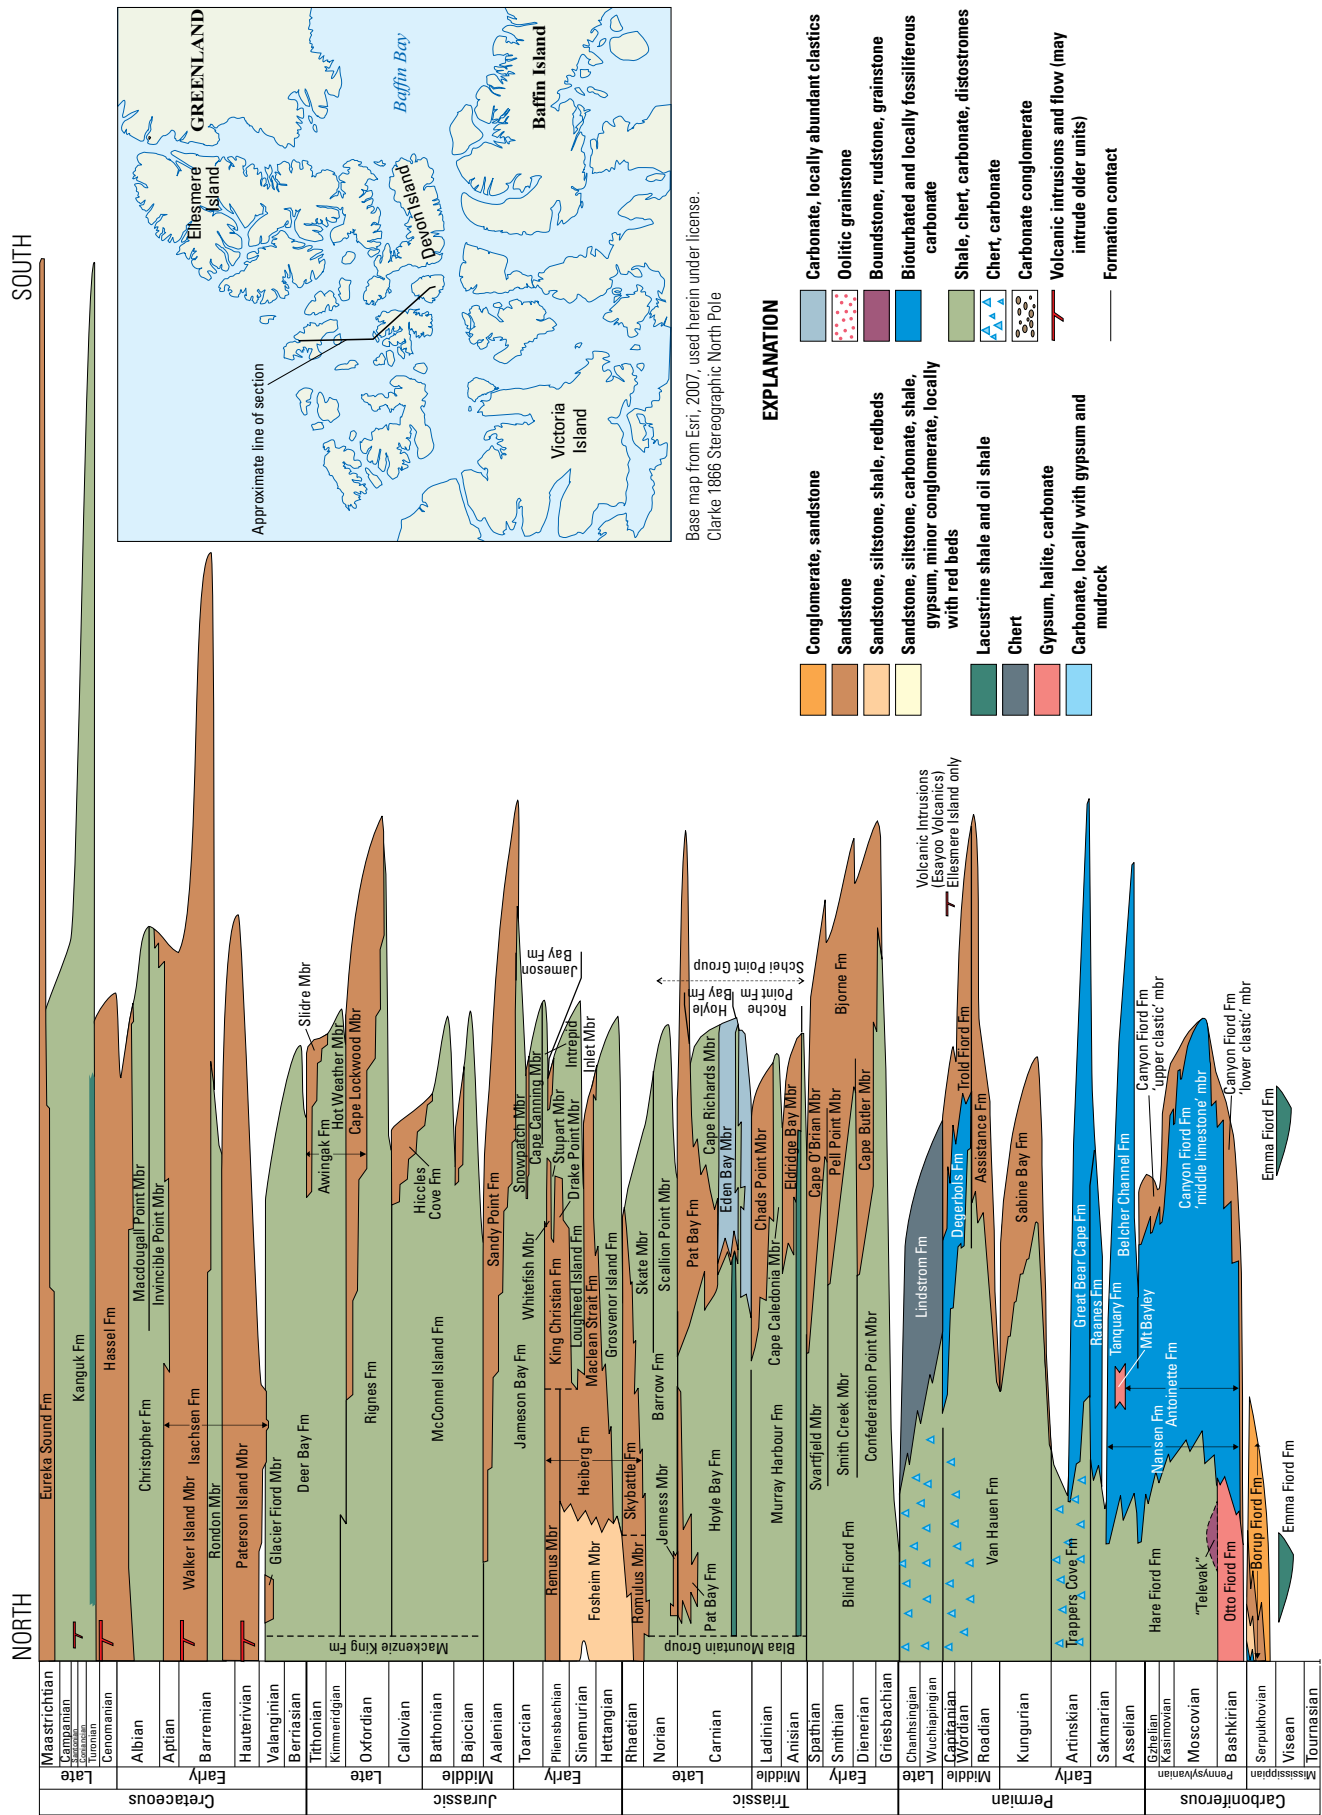 NORTH
SOUTH
Cretaceous
Jurassic
Triassic
Permian
Carboniferous
Late
Early
Late
Middle
Early
Late
Middle
Early
Late
Middle
Early
Pennsylvanian
Mississippian
Maastrichtian
Campanian
Santonian
Coniancian
Turonian
Cenomanian
Albian
Aptian
Barremian
Hauterivian
Valanginian
Berriasian
Tithonian
Kimmeridgian
Oxfordian
Callovian
Bathonian
Bajocian
Aalenian
Toarcian
Pliensbachian
Sinemurian
Hettangian
Rhaetian
Norian
Carnian
Ladinian
Anisian
Spathian
Smithian
Dienerian
Griesbachian
Chanhsingian
Wuchiapingian
Capitanian
Wordian
Roadian
Kungurian
Artinskian
Sakmarian
Asselian
Gzhelian
Kasimovian
Moscovian
Bashkirian
Serpukhovian
Visean
Tournasian
Eureka Sound Fm
Kanguk Fm
Hassel Fm
Christopher Fm
Macdougall Point Mbr
Invincible Point Mbr
Walker Island Mbr
Isachsen Fm
Rondon Mbr
Paterson Island Mbr
Glacier Fiord Mbr
Deer Bay Fm
Slidre Mbr
Awingak Fm
Hot Weather Mbr
Cape Lockwood Mbr
Rignes Fm
Mackenzie King Fm
Hiccles
Cove Fm
McConnel Island Fm
Sandy Point Fm
Jameson Bay Fm
Snowpatch Mbr
Whitefish Mbr
Cape Canning Mbr
Stupart Mbr
Drake Point Mbr
Intrepid
Inlet Mbr
Jameson
Bay Fm
Remus Mbr
King Christian Fm
Lougheed Island Fm
Maclean Strait Fm
Grosvenor Island Fm
Heiberg Fm
Fosheim Mbr
Romulus Mbr
Skybattle Fm
Skate Mbr
Barrow Fm
Scallion Point Mbr
Jenness Mbr
Pat Bay Fm
Pat Bay Fm
Hoyle Bay Fm
Cape Richards Mbr
Eden Bay Mbr
Hoyle
Bay Fm
Roche
Point Fm
Schei Point Group
Blaa Mountain Group
Murray Harbour Fm
Chads Point Mbr
Cape Caledonia Mbr
Eldridge Bay Mbr
Svartfjeld Mbr
Cape O'Brian Mbr
Smith Creek Mbr
Pell Point Mbr
Blind Fiord Fm
Confederation Point Mbr
Cape Butler Mbr
Bjorne Fm
Lindstrom Fm
Volcanic Intrusions
(Esayoo Volcanics)
Ellesmere Island only
Degerbols Fm
Trold Fiord Fm
Assistance Fm
Van Hauen Fm
Sabine Bay Fm
Trappers Cove Fm
Great Bear Cape Fm
Raanes Fm
Tanquary Fm
Belcher Channel Fm
Mt Bayley
Nansen Fm
Antoinette Fm
Hare Fiord Fm
"Televak"
Canyon Fiord Fm
'upper clastic' mbr
Canyon Fiord Fm
'middle limestone' mbr
Canyon Fiord Fm
'lower clastic' mbr
Otto Fiord Fm
Borup Fiord Fm
Emma Fiord Fm
Emma Fiord Fm
GREENLAND
Ellesmere
Island
Baffin Bay
Devon Island
Baffin Island
Victoria
Island
Approximate line of section
Base map from Esri, 2007, used herein under license.
Clarke 1866 Stereographic North Pole
EXPLANATION
Conglomerate, sandstone
Sandstone
Sandstone, siltstone, shale, redbeds
Sandstone, siltstone, carbonate, shale,
gypsum, minor conglomerate, locally
with red beds
Lacustrine shale and oil shale
Chert
Gypsum, halite, carbonate
Carbonate, locally with gypsum and
mudrock
Carbonate, locally abundant clastics
Oolitic grainstone
Boundstone, rudstone, grainstone
Bioturbated and locally fossiliferous
carbonate
Shale, chert, carbonate, distostromes
Chert, carbonate
Carbonate conglomerate
Volcanic intrusions and flow (may
intrude older units)
Formation contact